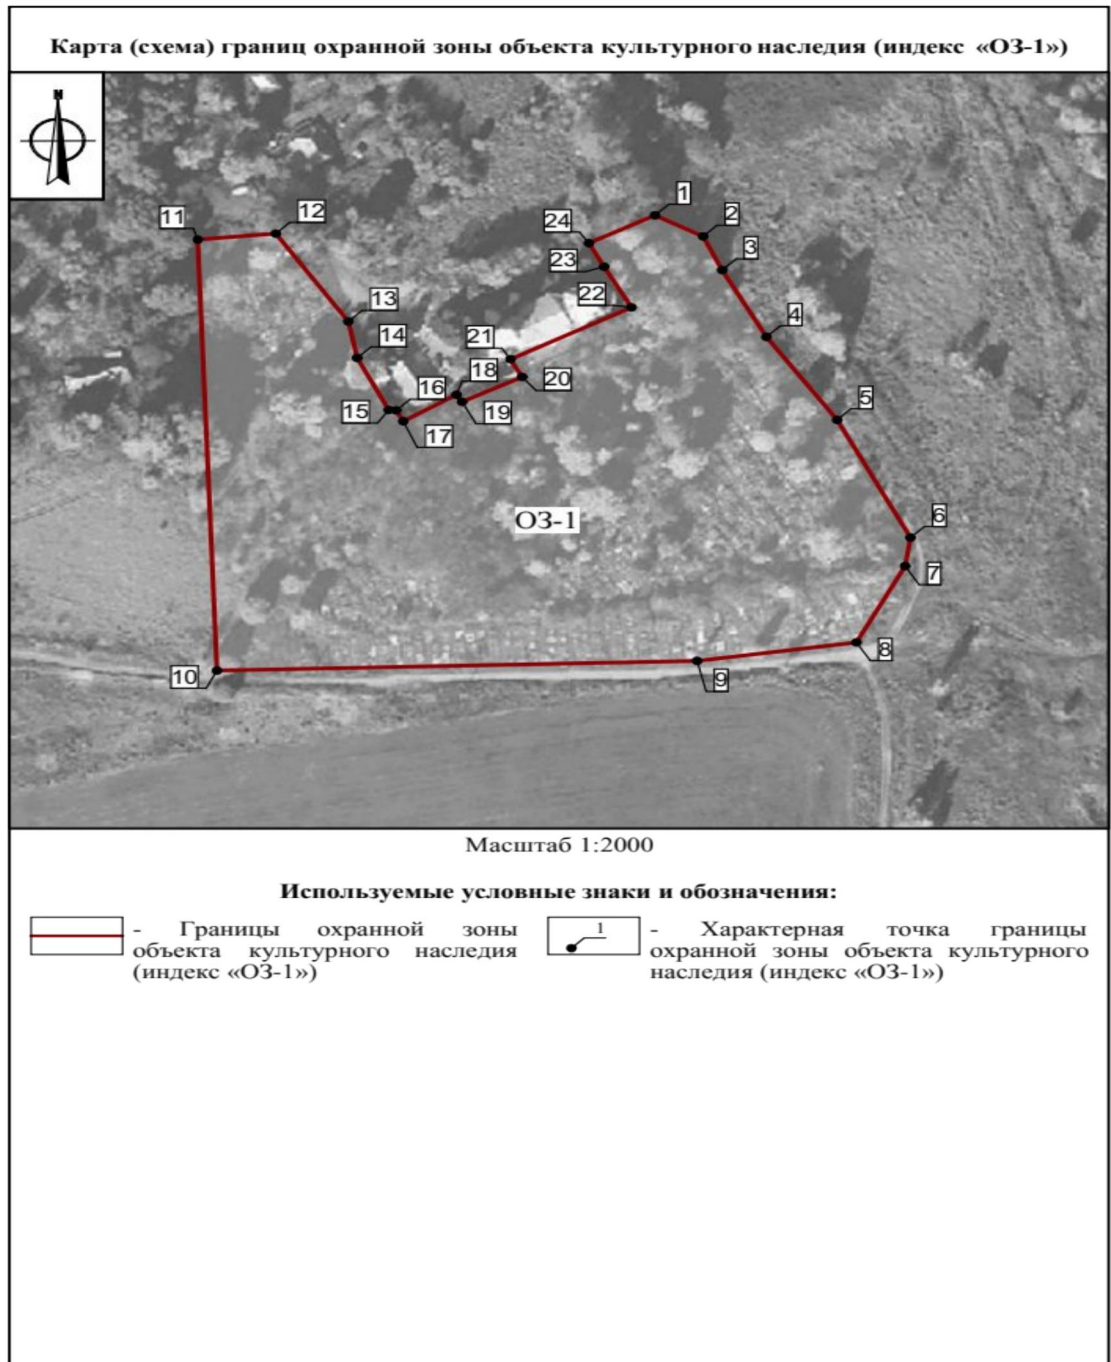 Карта (схема) границ охранной зоны объекта культурного наследия (индекс «ОЗ-1»)
N
1
2
3
4
5
6
7
8
9
10
11
12
13
14
15
16
17
18
19
20
21
22
23
24
ОЗ-1
Масштаб 1:2000
Используемые условные знаки и обозначения:
- Границы охранной зоны
объекта культурного наследия
(индекс «ОЗ-1»)
1
- Характерная точка границы
охранной зоны объекта культурного
наследия (индекс «ОЗ-1»)